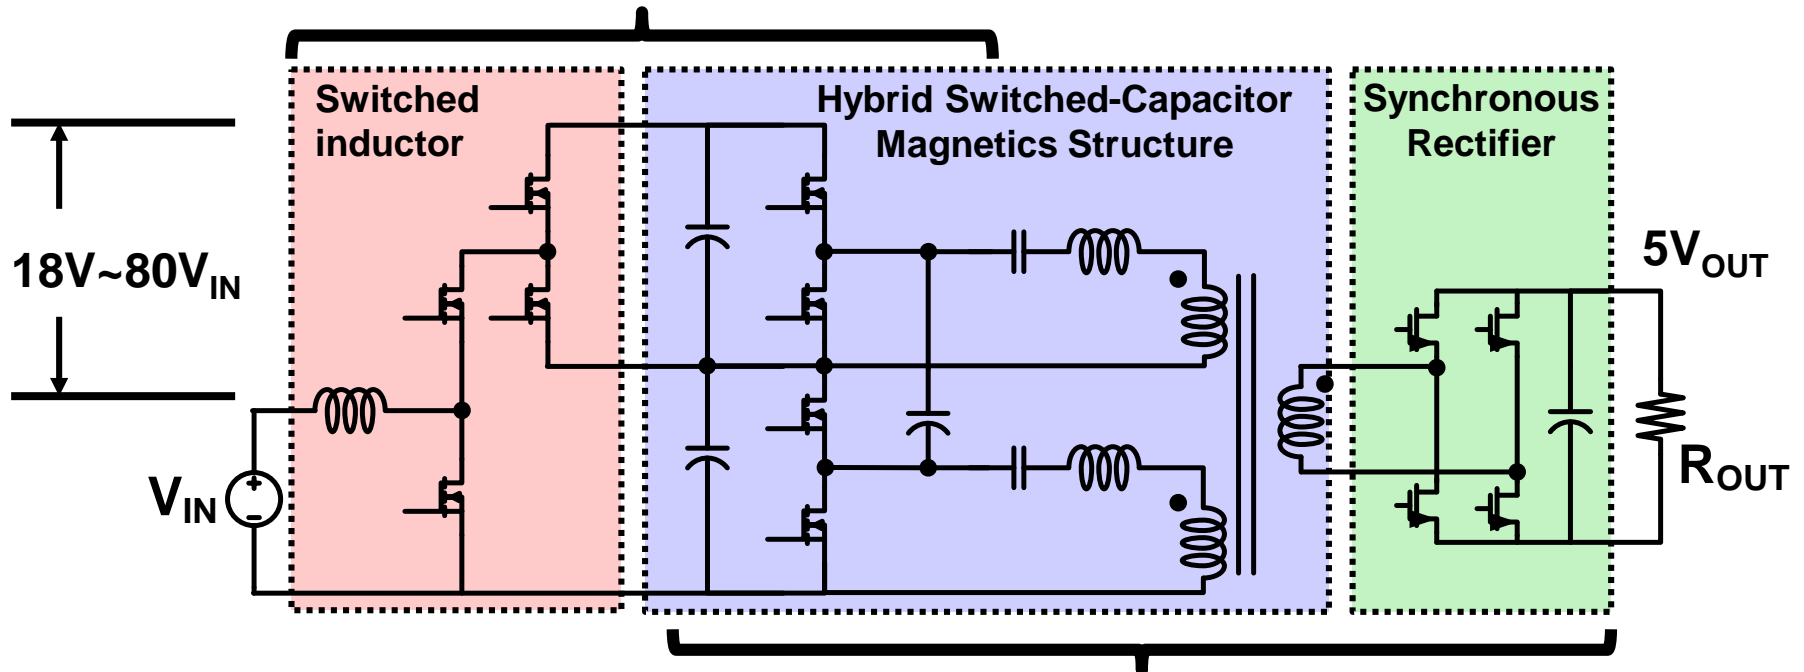 Switched
inductor
Hybrid Switched-Capacitor
Magnetics Structure
Synchronous
Rectifier
18V~80VIN
5VOUT
VIN
ROUT